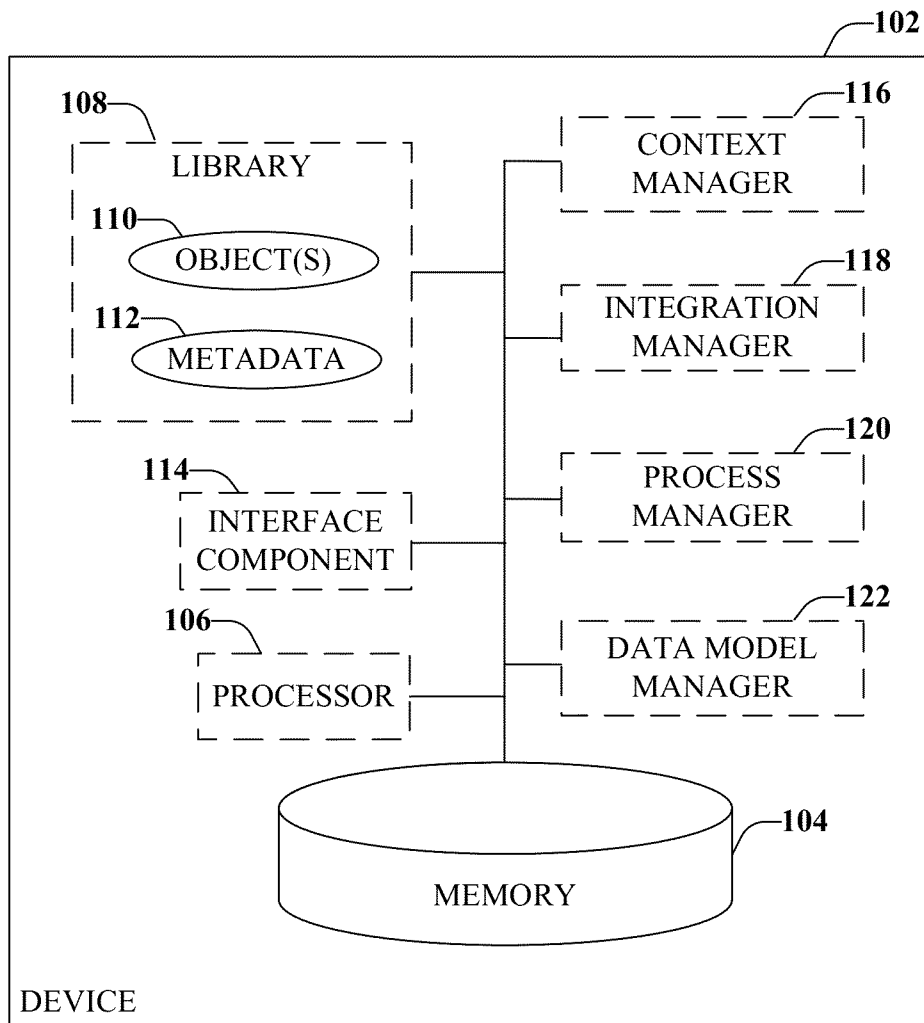 102
108
LIBRARY
110
OBJECT(S)
112
METADATA
114
INTERFACE
COMPONENT
106
PROCESSOR
116
CONTEXT
MANAGER
118
INTEGRATION
MANAGER
120
PROCESS
MANAGER
122
DATA MODEL
MANAGER
104
MEMORY
DEVICE